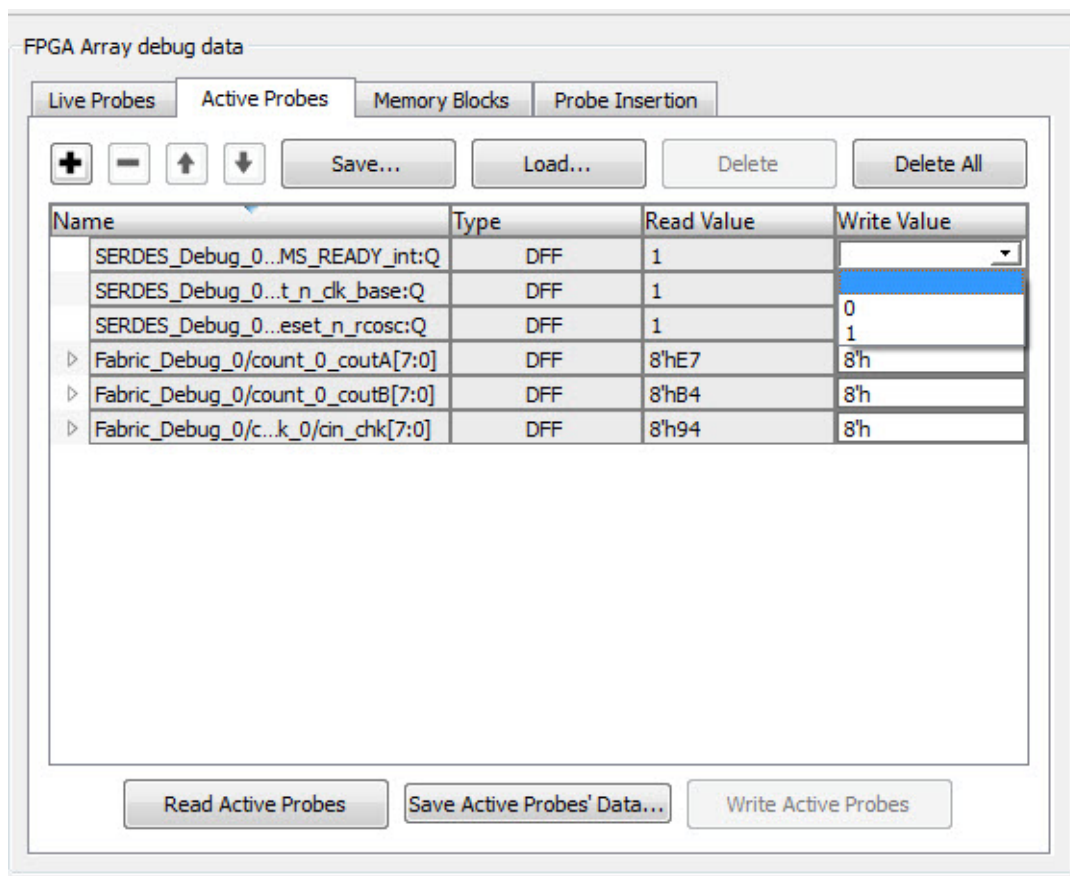 FPGA Array debug data
Live Probes Active Probes Memory Blocks Probe Insertion
Save... Load... Delete Delete All
Name Type Read Value Write Value
SERDES_Debug_0...MS_READY_int:Q DFF 1
SERDES_Debug_0...t_n_clk_base:Q DFF 1
0
SERDES_Debug_0...eset_n_rcosc:Q DFF 1
1
Fabric_Debug_0/count_0_coutA[7:0] DFF 8'hE7 8'h
Fabric_Debug_0/count_0_coutB[7:0] DFF 8'hB4 8'h
Fabric_Debug_0/c...k_0/cin_chk[7:0] DFF 8'h94 8'h
Read Active Probes Save Active Probes' Data... Write Active Probes